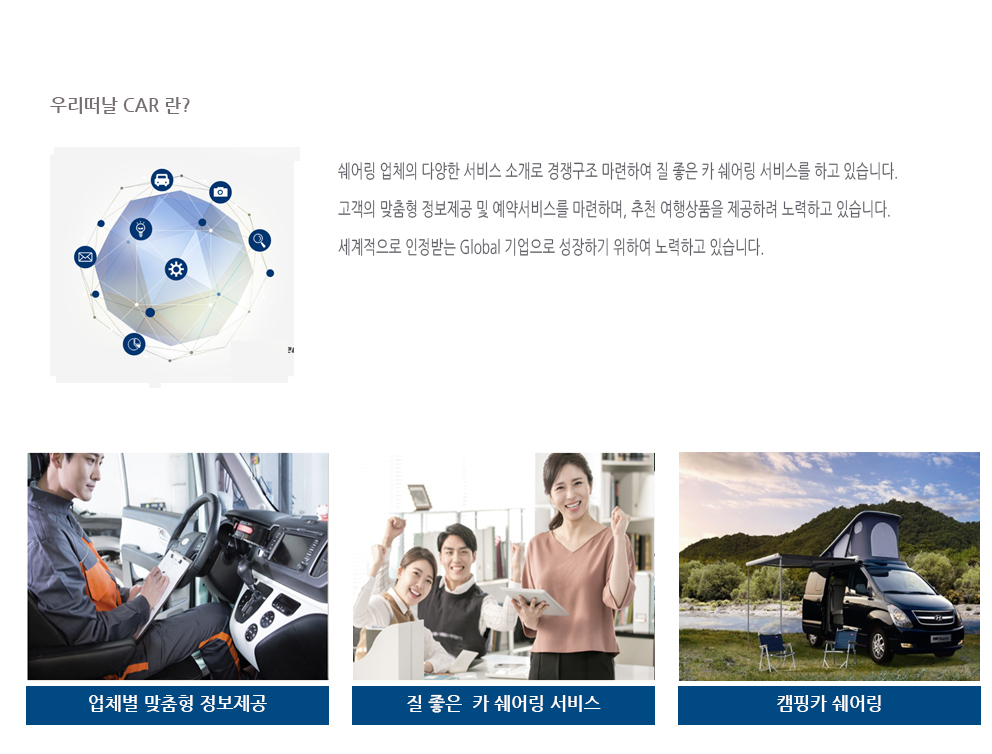 우리떠날 CAR 란?
쉐어링 업체의 다양한 서비스 소개로 경쟁구조 마련하여 질 좋은 카 쉐어링 서비스를 하고 있습니다.
고객의 맞춤형 정보제공 및 예약서비스를 마련하며, 추천 여행상품을 제공하려 노력하고 있습니다.
세계적으로 인정받는 Global 기업으로 성장하기 위하여 노력하고 있습니다.
업체별 맞춤형 정보제공
질 좋은 카 쉐어링 서비스
캠핑카 쉐어링